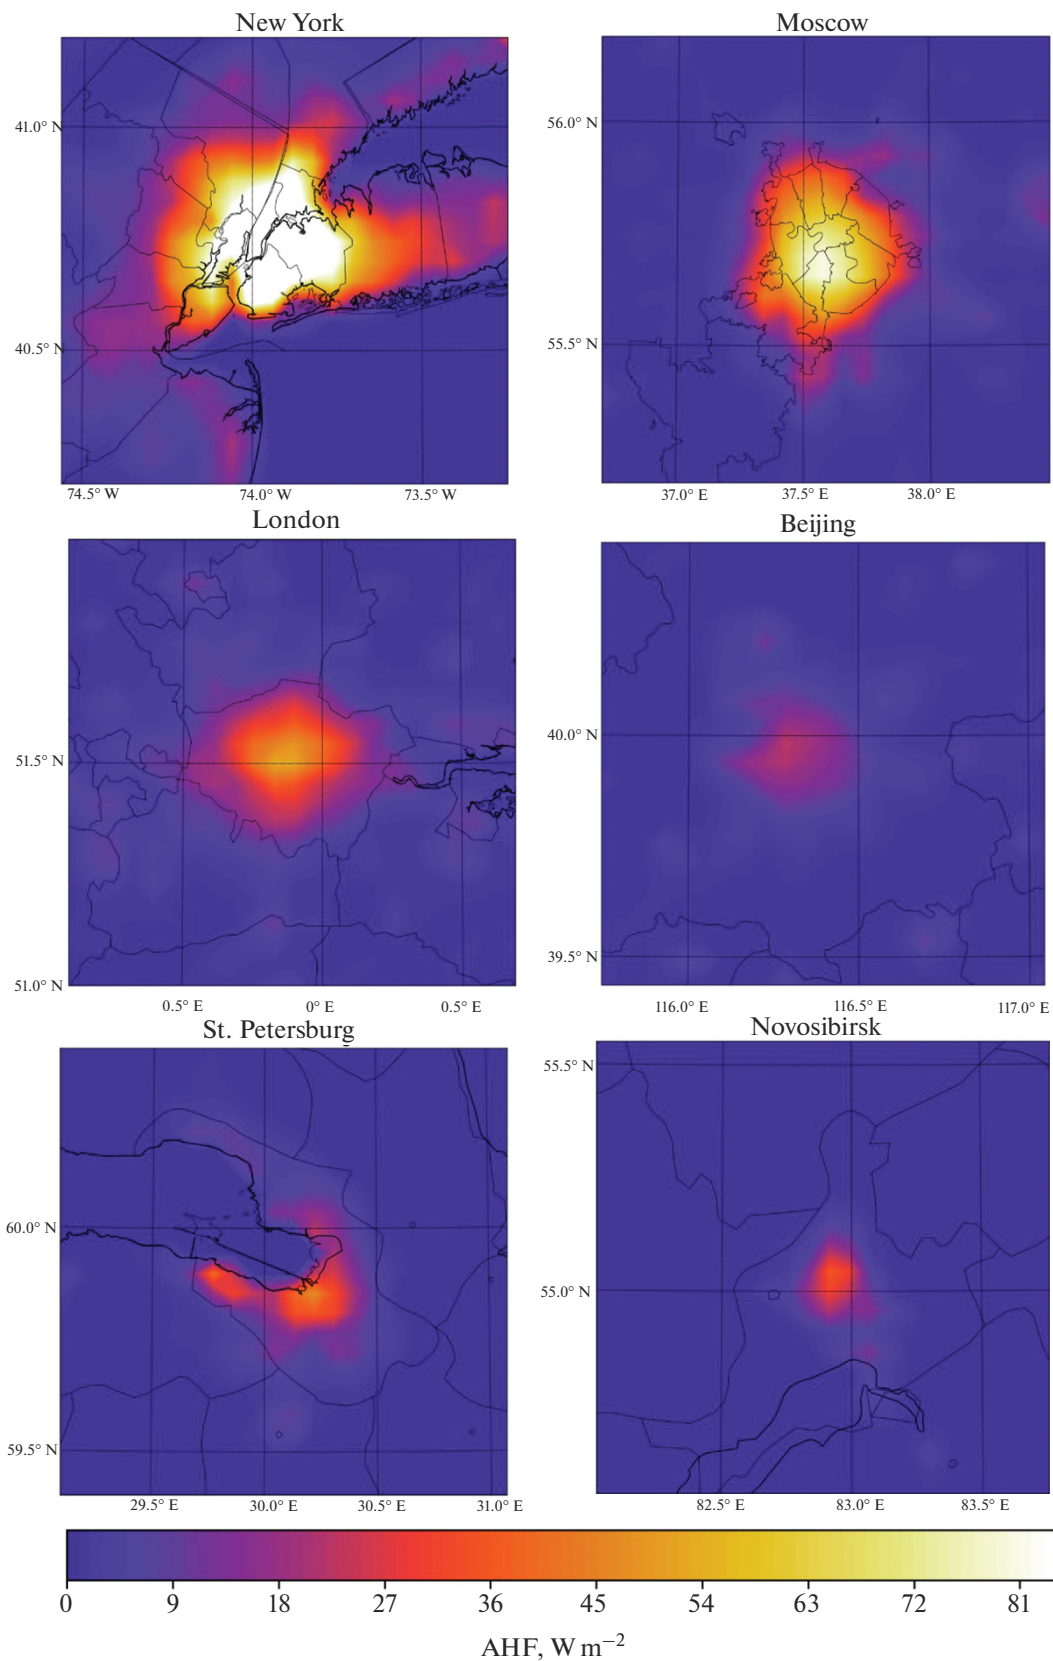 New York
Moscow
41.0° N
40.5° N
74.5° W 74.0° W 73.5° W
56.0° N
55.5° N
37.0° E 37.5° E 38.0° E
London
Beijing
51.5° N
51.0° N
0.5° E 0° E 0.5° E
40.0° N
39.5° N
116.0° E 116.5° E 117.0° E
St. Petersburg
Novosibirsk
60.0° N
59.5° N
29.5° E 30.0° E 30.5° E 31.0° E
55.5° N
55.0° N
82.5° E 83.0° E 83.5° E
0 9 18 27 36 45 54 63 72 81
AHF, W m−2